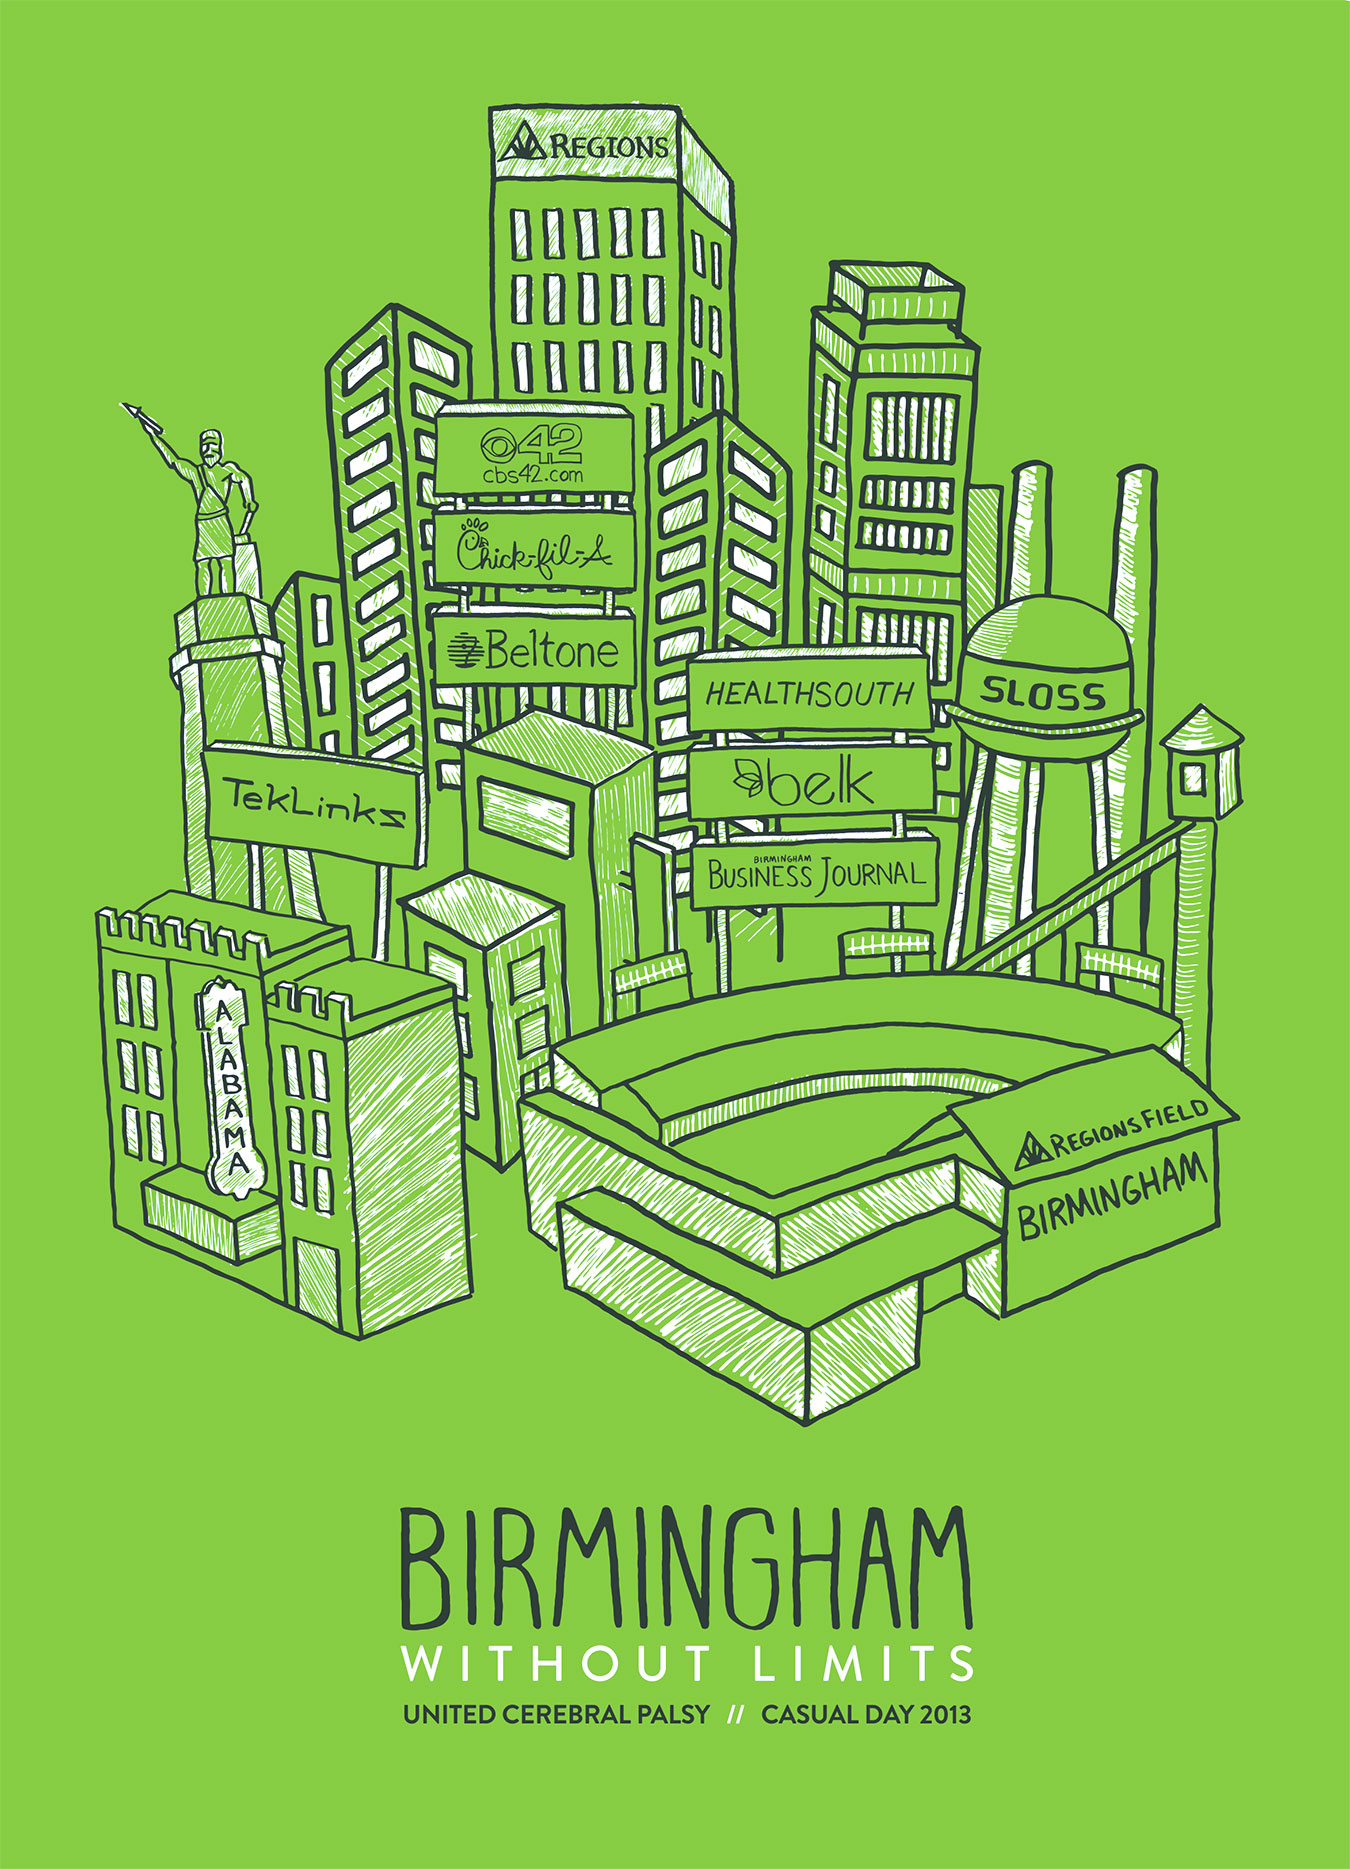 REGIONS
42
cbs42.com
Chick-fil-A
Beltone
HEALTHSOUTH
SLOSS
belk
TekLinks
BIRMINGHAM
BUSINESS JOURNAL
ALABAMA
REGIONS FIELD
BIRMINGHAM
BIRMINGHAM
WITHOUT LIMITS
UNITED CEREBRAL PALSY // CASUAL DAY 2013